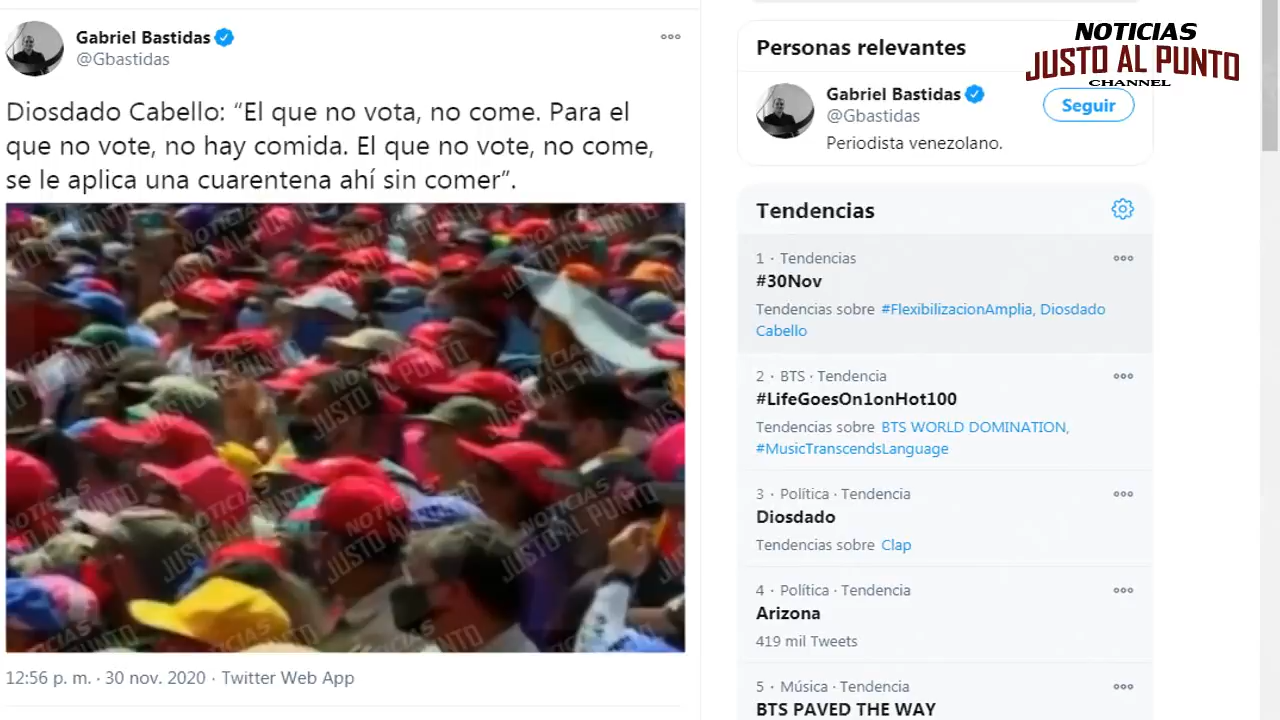 Gabriel Bastidas
@Gbastidas
Diosdado Cabello: “El que no vota, no come. Para el
que no vote, no hay comida. El que no vote, no come,
se le aplica una cuarentena ahí sin comer”.
NOTICIAS
JUSTO AL PUNTO
12:56 p. m. · 30 nov. 2020 · Twitter Web App
Personas relevantes
NOTICIAS
JUSTO AL PUNTO
CHANNEL
Gabriel Bastidas
@Gbastidas
Seguir
Periodista venezolano.
Tendencias
1 · Tendencias
#30Nov
Tendencias sobre #FlexibilizacionAmplia, Diosdado
Cabello
2 · BTS · Tendencia
#LifeGoesOn1onHot100
Tendencias sobre BTS WORLD DOMINATION,
#MusicTranscendsLanguage
3 · Política · Tendencia
Diosdado
Tendencias sobre Clap
4 · Política · Tendencia
Arizona
419 mil Tweets
5 · Música · Tendencia
BTS PAVED THE WAY